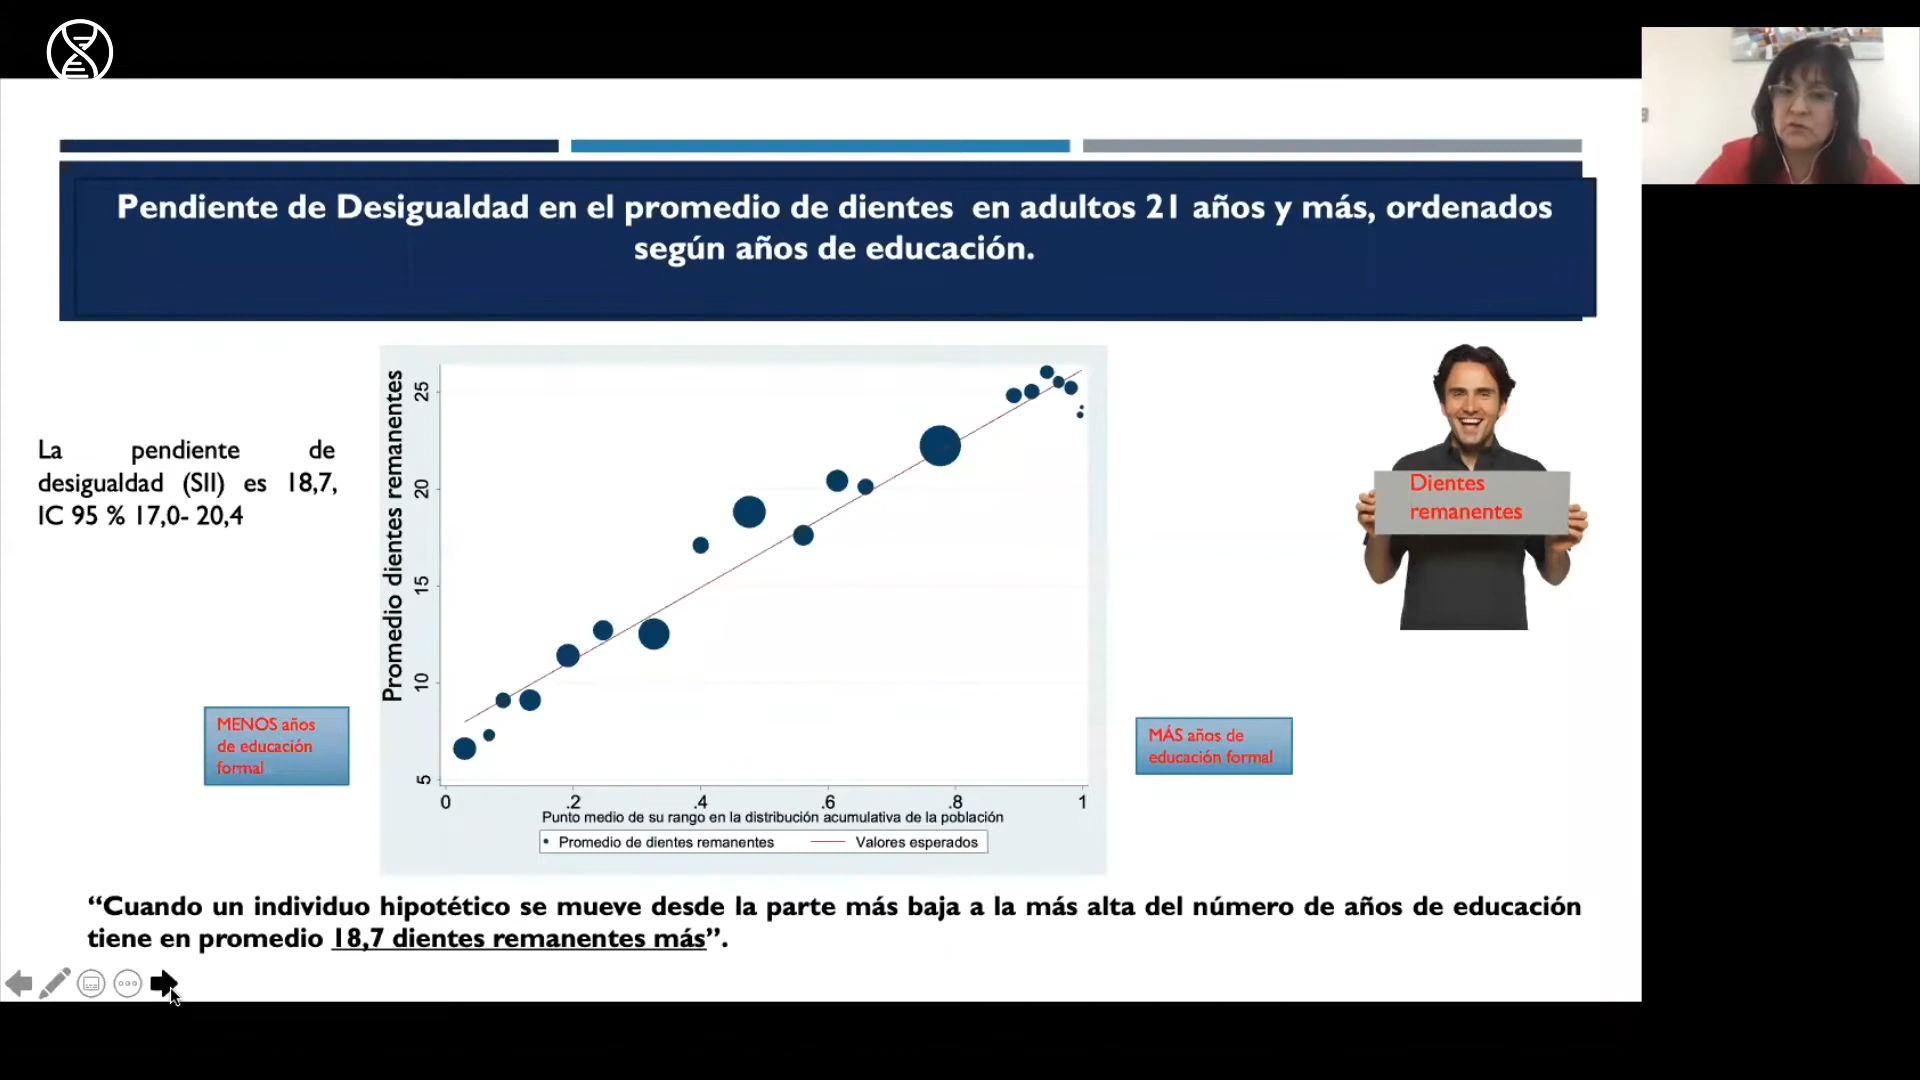 Pendiente de Desigualdad en el promedio de dientes en adultos 21 años y más, ordenados
según años de educación.
La pendiente de
desigualdad (SII) es 18,7,
IC 95 % 17,0- 20,4
Promedio dientes remanentes
25
20
15
10
5
0 .2 .4 .6 .8 1
Punto medio de su rango en la distribución acumulativa de la población
Promedio de dientes remanentes Valores esperados
Dientes
remanentes
MENOS años
de educación
formal
MÁS años de
educación formal
“Cuando un individuo hipotético se mueve desde la parte más baja a la más alta del número de años de educación
tiene en promedio 18,7 dientes remanentes más”.